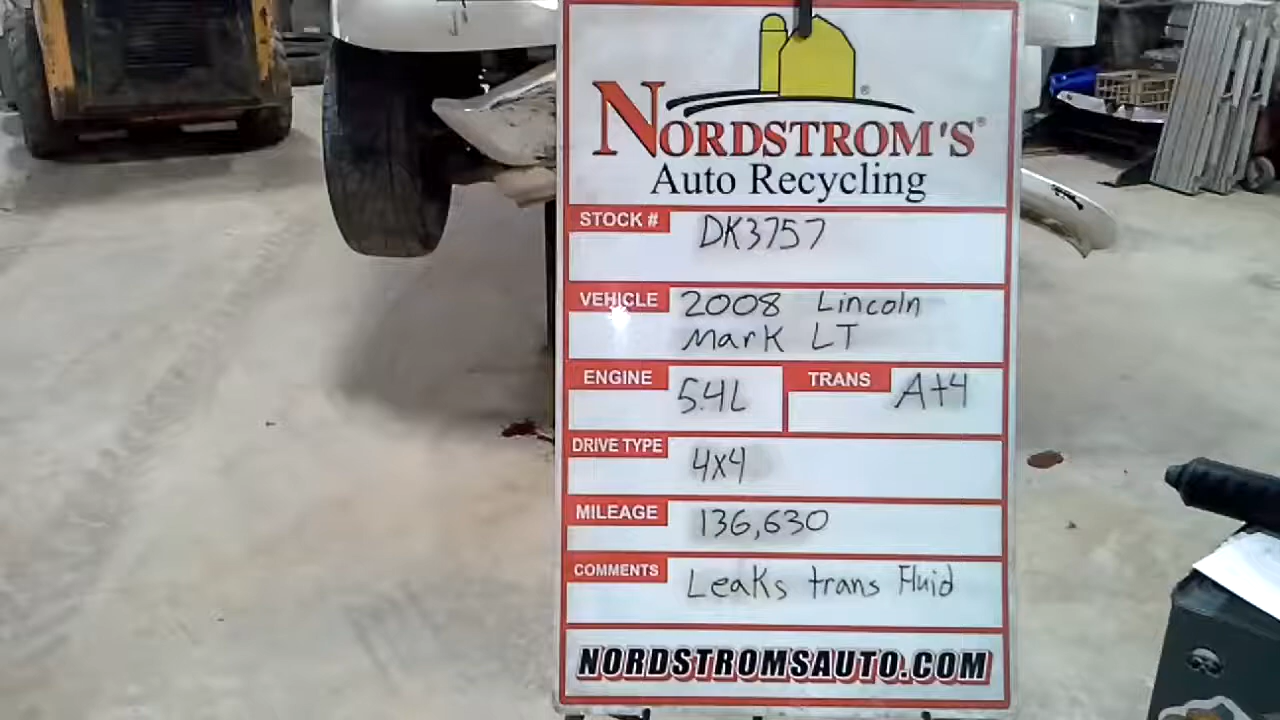 NORDSTROM'S®
Auto Recycling
STOCK # DK3757
VEHICLE 2008 Lincoln
Mark LT
ENGINE 5.4L TRANS At4
DRIVE TYPE 4x4
MILEAGE 136,630
COMMENTS Leaks trans Fluid
NORDSTROMSAUTO.COM